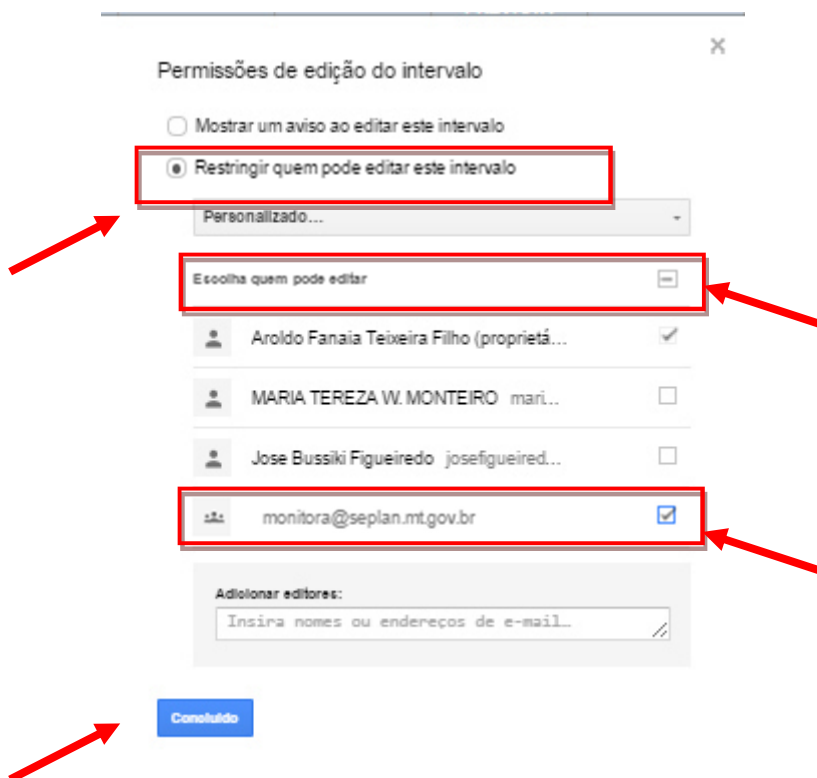 Permissões de edição do intervalo
Mostrar um aviso ao editar este intervalo
Restringir quem pode editar este intervalo
Personalizado...
Escolha quem pode editar
Aroldo Fanaia Teixeira Filho (proprietá...
MARIA TEREZA W. MONTEIRO mari...
Jose Bussiki Figueiredo josefigueired...
monitora@seplan.mt.gov.br
Adicionar editores:
Insira nomes ou endereços de e-mail…
Concluído